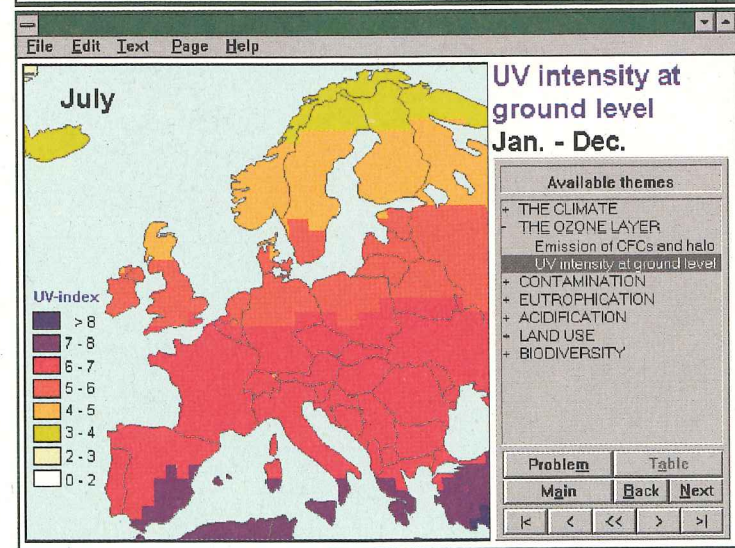 File Edit Text Page Help
July
UV-index
> 8
7 - 8
6 - 7
5 - 6
4 - 5
3 - 4
2 - 3
0 - 2
UV intensity at
ground level
Jan. - Dec.
Available themes
+ THE CLIMATE
- THE OZONE LAYER
Emission of CFCs and halo
UV intensity at ground level
+ CONTAMINATION
+ EUTROPHICATION
+ ACIDIFICATION
+ LAND USE
+ BIODIVERSITY
Problem Table
Main Back Next
|< < << > >|